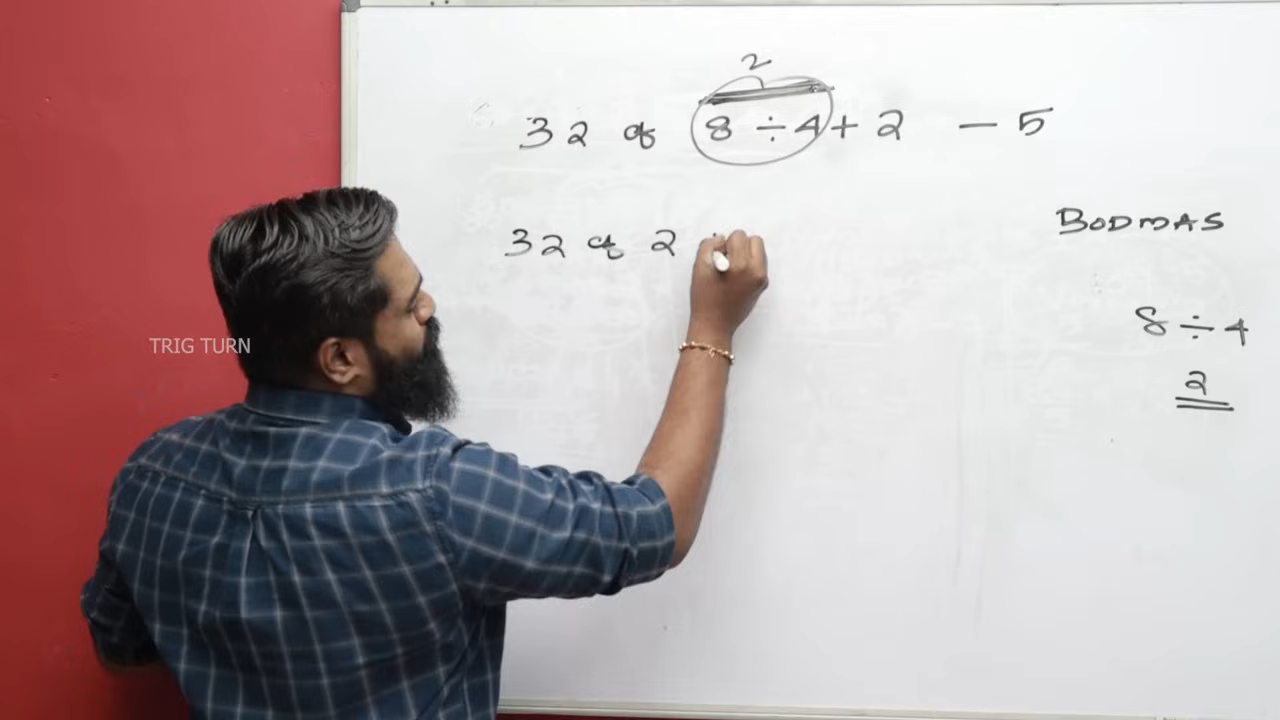 2
32 of 8 ÷ 4 + 2 - 5
BODMAS
32 of 2
8 ÷ 4
TRIG TURN
2